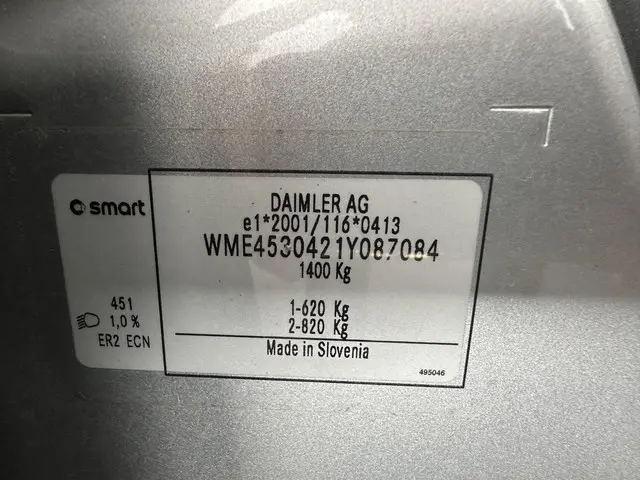 smart
451
1,0%
ER2 ECN
DAIMLER AG
e1*2001/116*0413
WME4530421Y087084
1400 Kg
1-620 Kg
2-820 Kg
Made in Slovenia
495046